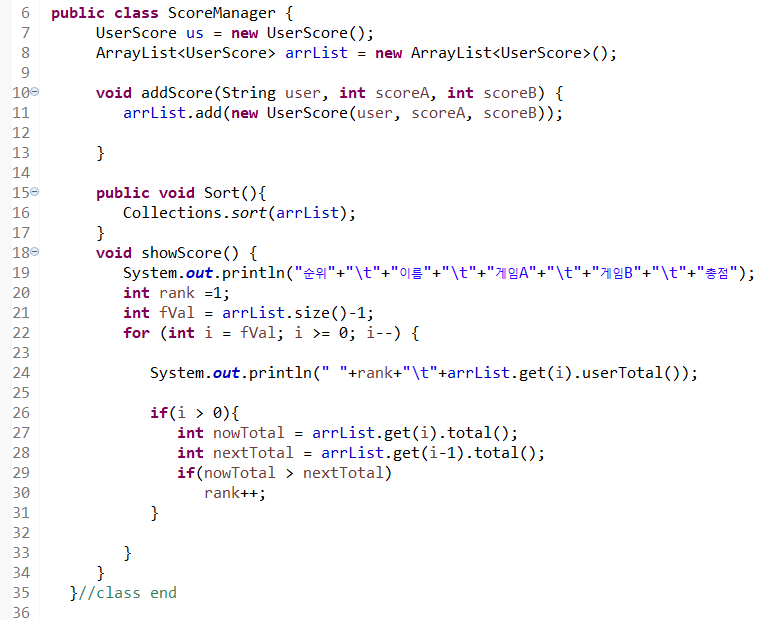 6 public class ScoreManager {
7 UserScore us = new UserScore();
8 ArrayList<UserScore> arrList = new ArrayList<UserScore>();
9
10 void addScore(String user, int scoreA, int scoreB) {
11 arrList.add(new UserScore(user, scoreA, scoreB));
12
13 }
14
15 public void Sort(){
16 Collections.sort(arrList);
17 }
18 void showScore() {
19 System.out.println("순위"+"\t"+"이름"+"\t"+"게임A"+"\t"+"게임B"+"\t"+"총점");
20 int rank =1;
21 int fVal = arrList.size()-1;
22 for (int i = fVal; i >= 0; i--) {
23
24 System.out.println(" "+rank+"\t"+arrList.get(i).userTotal());
25
26 if(i > 0){
27 int nowTotal = arrList.get(i).total();
28 int nextTotal = arrList.get(i-1).total();
29 if(nowTotal > nextTotal)
30 rank++;
31 }
32
33 }
34 }
35 }//class end
36